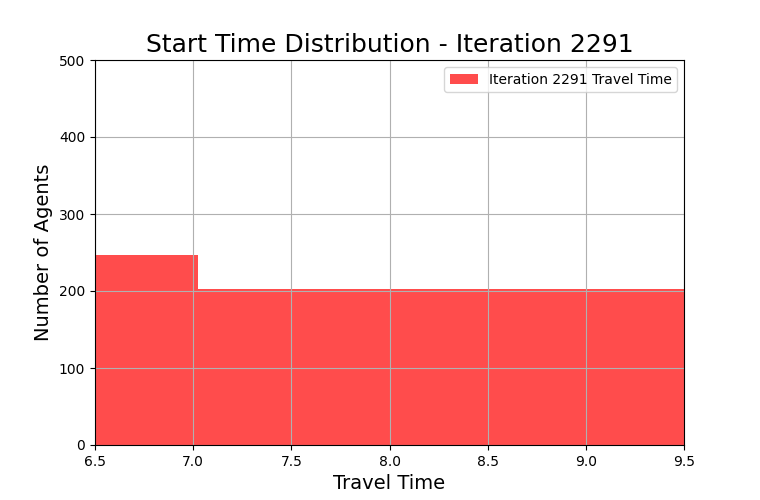 Start Time Distribution - Iteration 2291
500
400
300
200
100
0
Number of Agents
Iteration 2291 Travel Time
6.5 7.0 7.5 8.0 8.5 9.0 9.5
Travel Time